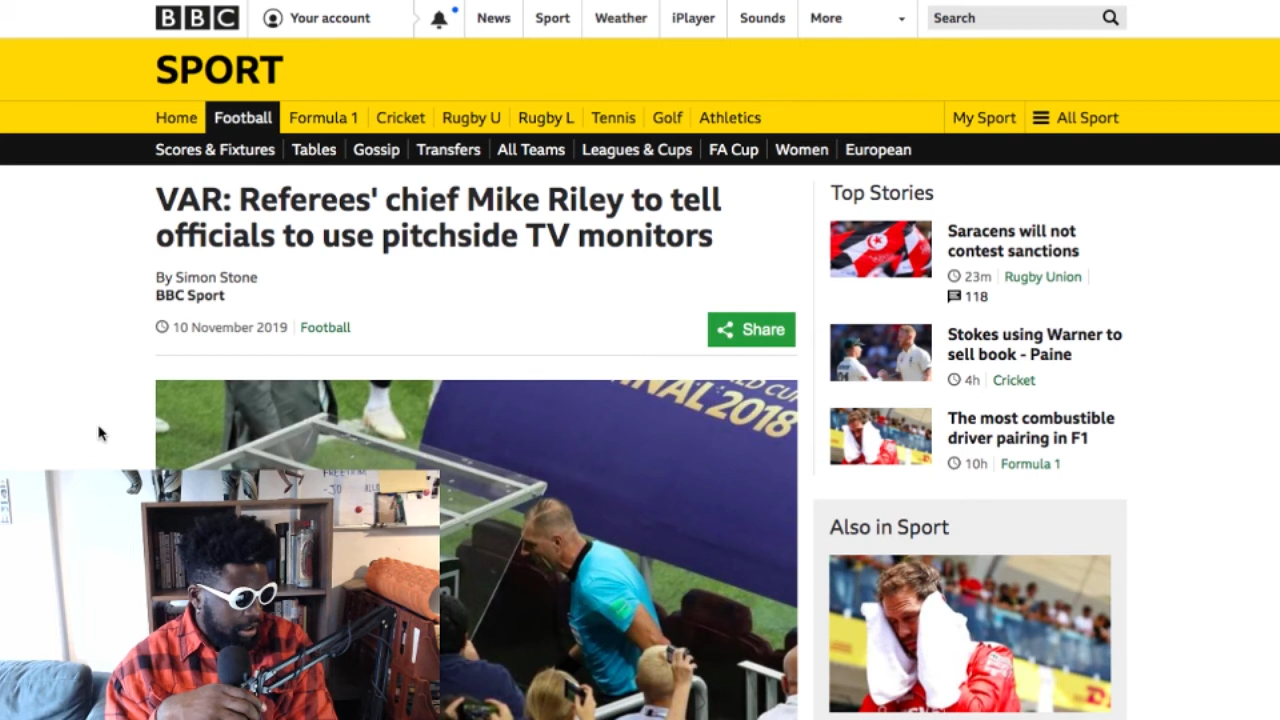 BBC
Your account
News
Sport
Weather
iPlayer
Sounds
More
Search
SPORT
Home
Football
Formula 1
Cricket
Rugby U
Rugby L
Tennis
Golf
Athletics
My Sport
All Sport
Scores & Fixtures
Tables
Gossip
Transfers
All Teams
Leagues & Cups
FA Cup
Women
European
VAR: Referees' chief Mike Riley to tell
officials to use pitchside TV monitors
By Simon Stone
BBC Sport
10 November 2019
Football
Share
2018
FREEDOM
Top Stories
Saracens will not
contest sanctions
23m
Rugby Union
118
Stokes using Warner to
sell book - Paine
4h
Cricket
The most combustible
driver pairing in F1
10h
Formula 1
Also in Sport